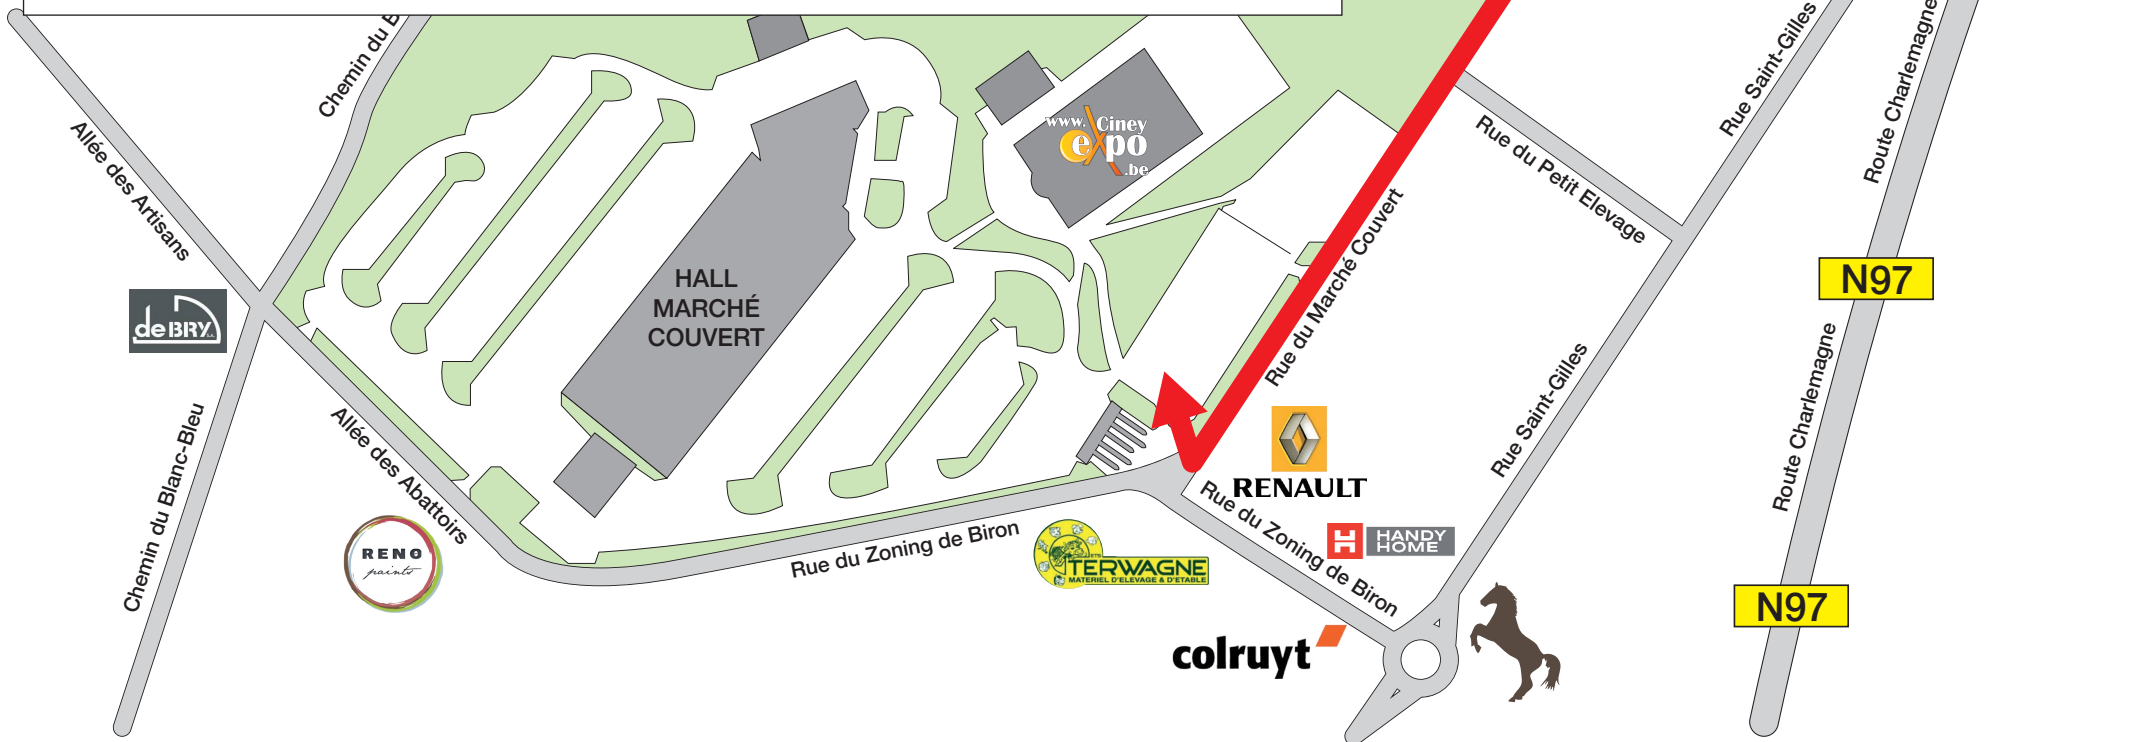 Chemin du B
Rue Saint-Gilles
Route Charlemagne
Allée des Artisans
www.Ciney
expo
.be
Rue du Petit Elevage
Rue du Marché Couvert
HALL
MARCHÉ
COUVERT
N97
deBRY
Rue Saint-Gilles
Route Charlemagne
Chemin du Blanc-Bleu
Allée des Abattoirs
RENAULT
Rue du Zoning de Biron
HANDY
HOME
RENO
paints
Rue du Zoning de Biron
ETS
TERWAGNE
MATERIEL D'ELEVAGE & D'ETABLE
N97
colruyt